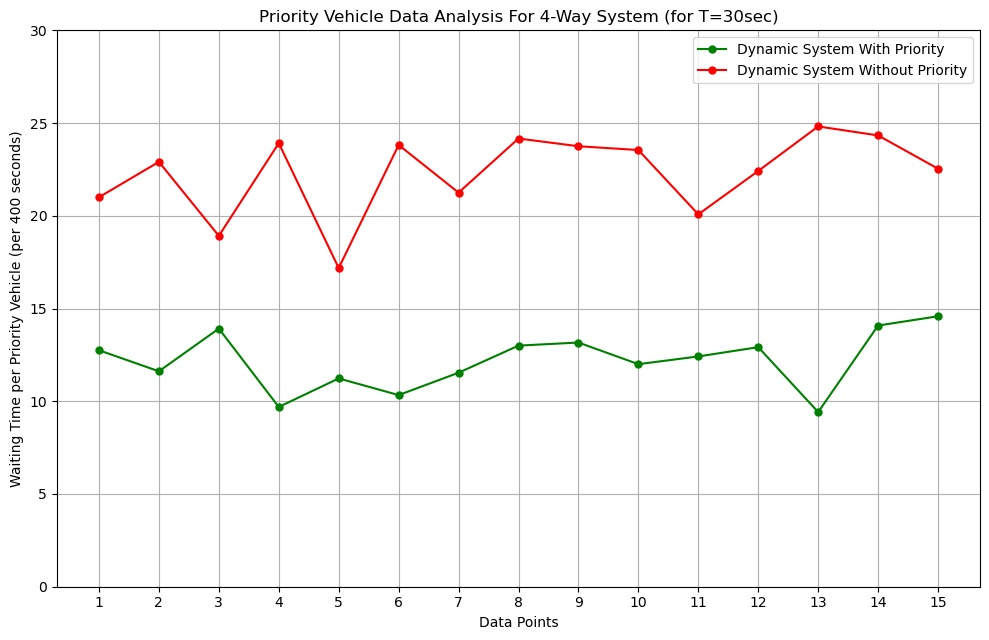 Priority Vehicle Data Analysis For 4-Way System (for T=30sec)
Dynamic System With Priority
Dynamic System Without Priority
Waiting Time per Priority Vehicle (per 400 seconds)
30
25
20
15
10
5
0
1 2 3 4 5 6 7 8 9 10 11 12 13 14 15
Data Points